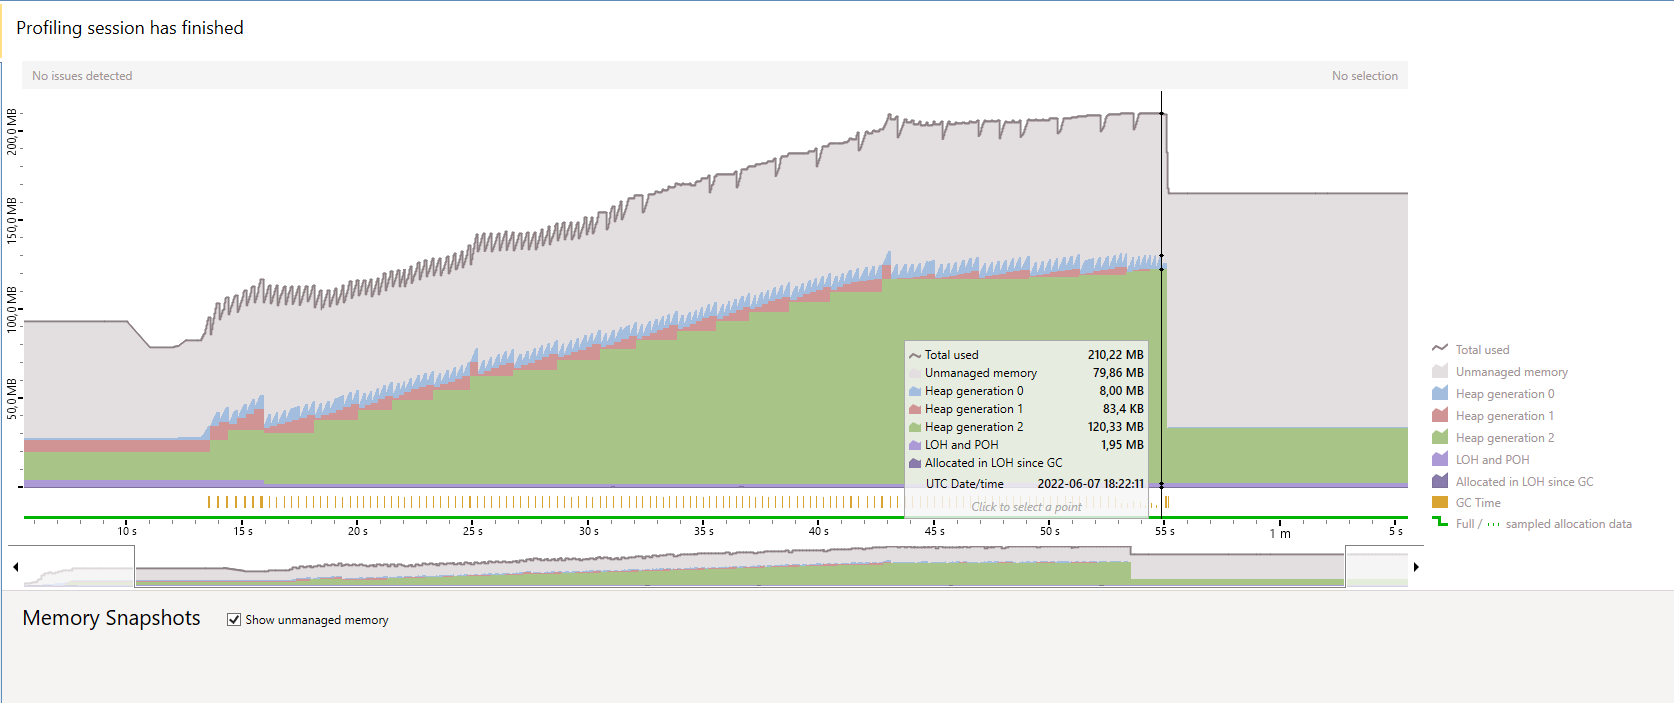 Profiling session has finished
No issues detected
No selection
200,0 MB
150,0 MB
100,0 MB
50,0 MB
Total used 210,22 MB
Unmanaged memory 79,86 MB
Heap generation 0 8,00 MB
Heap generation 1 83,4 KB
Heap generation 2 120,33 MB
LOH and POH 1,95 MB
Allocated in LOH since GC
UTC Date/time 2022-06-07 18:22:11
Click to select a point
Total used
Unmanaged memory
Heap generation 0
Heap generation 1
Heap generation 2
LOH and POH
Allocated in LOH since GC
GC Time
Full / sampled allocation data
10 s 15 s 20 s 25 s 30 s 35 s 40 s 45 s 50 s 55 s 1 m 5 s
Memory Snapshots
Show unmanaged memory